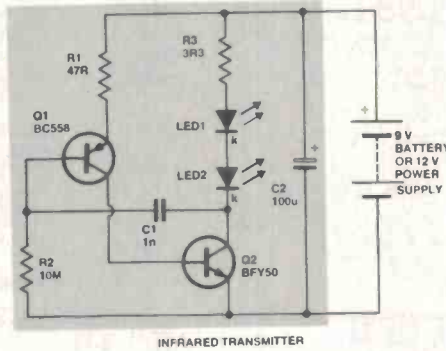 R1
47R
R3
3R3
Q1
BC558
LED1
k
LED2
k
+
C2
100u
+
9 V
BATTERY
OR 12 V
POWER
SUPPLY
C1
1n
R2
10M
Q2
BFY50
INFRARED TRANSMITTER